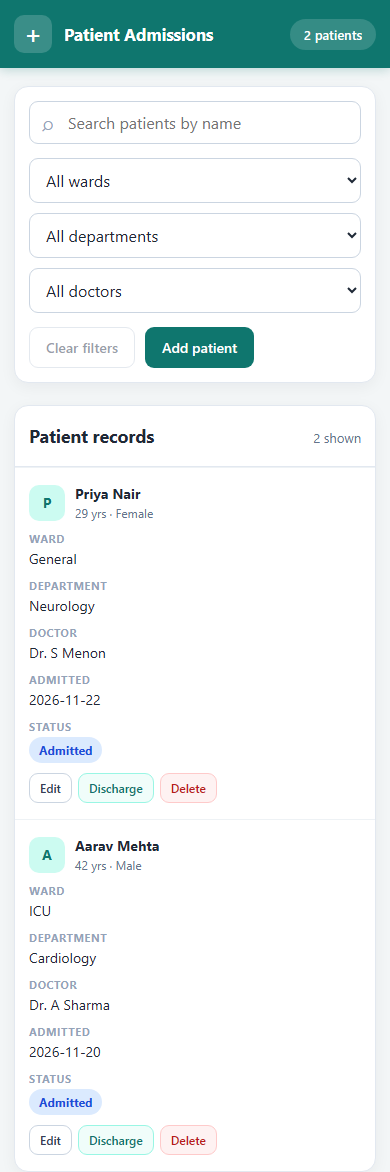 + Patient Admissions 2 patients
Search patients by name
All wards
All departments
All doctors
Clear filters Add patient
Patient records 2 shown
P Priya Nair
29 yrs · Female
WARD
General
DEPARTMENT
Neurology
DOCTOR
Dr. S Menon
ADMITTED
2026-11-22
STATUS
Admitted
Edit Discharge Delete
A Aarav Mehta
42 yrs · Male
WARD
ICU
DEPARTMENT
Cardiology
DOCTOR
Dr. A Sharma
ADMITTED
2026-11-20
STATUS
Admitted
Edit Discharge Delete